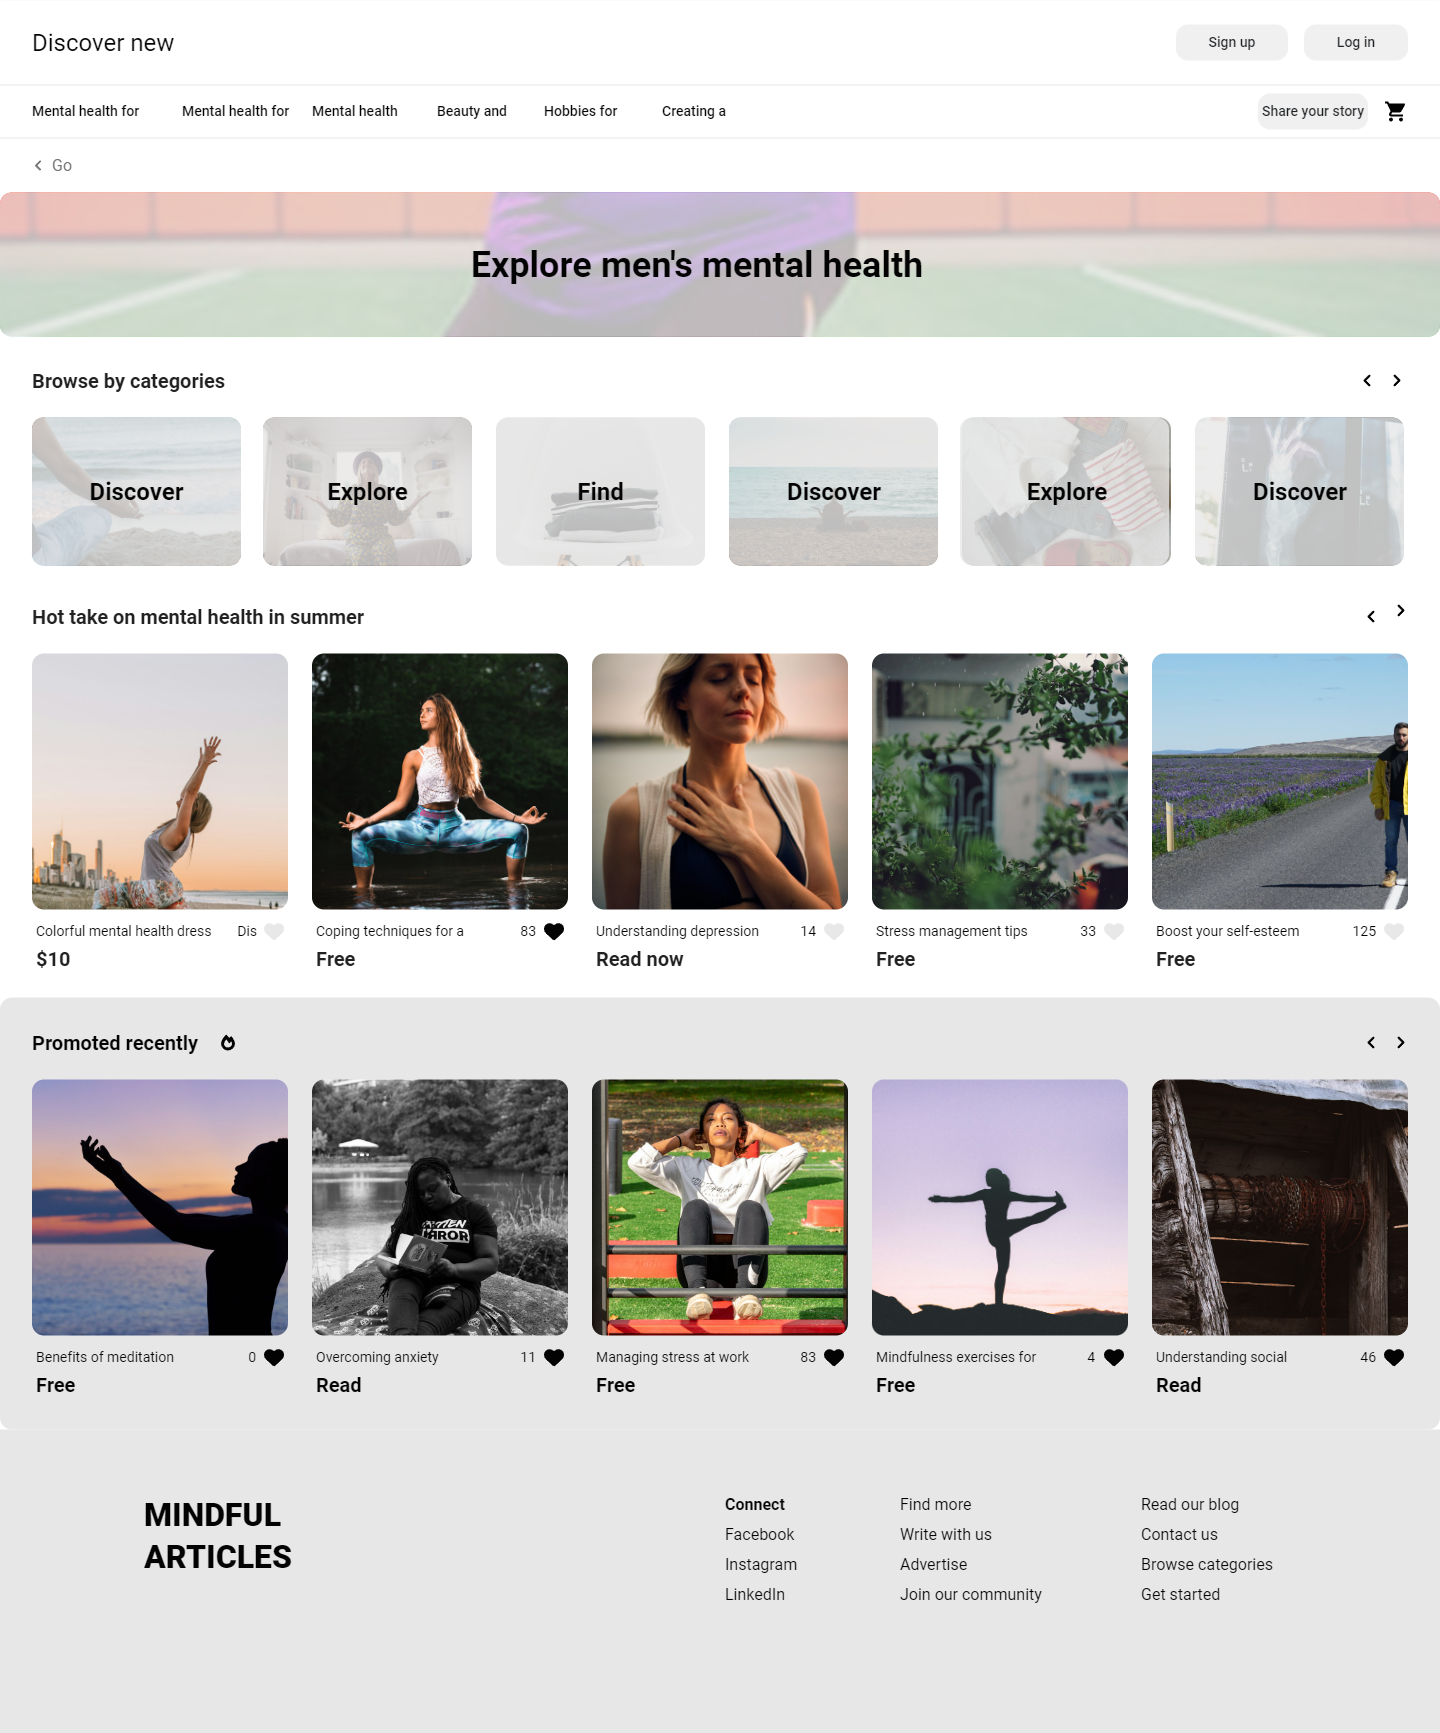 Discover new
Sign up
Log in
Mental health for
Mental health for
Mental health
Beauty and
Hobbies for
Creating a
Share your story
Go
Explore men's mental health
Browse by categories
Discover
Explore
Find
Discover
Explore
Discover
Hot take on mental health in summer
Colorful mental health dress
Dis
$10
Coping techniques for a
83
Free
Understanding depression
14
Read now
Stress management tips
33
Free
Boost your self-esteem
125
Free
Promoted recently
Benefits of meditation
0
Free
Overcoming anxiety
11
Read
Managing stress at work
83
Free
Mindfulness exercises for
4
Free
Understanding social
46
Read
MINDFUL
ARTICLES
Connect
Facebook
Instagram
LinkedIn
Find more
Write with us
Advertise
Join our community
Read our blog
Contact us
Browse categories
Get started